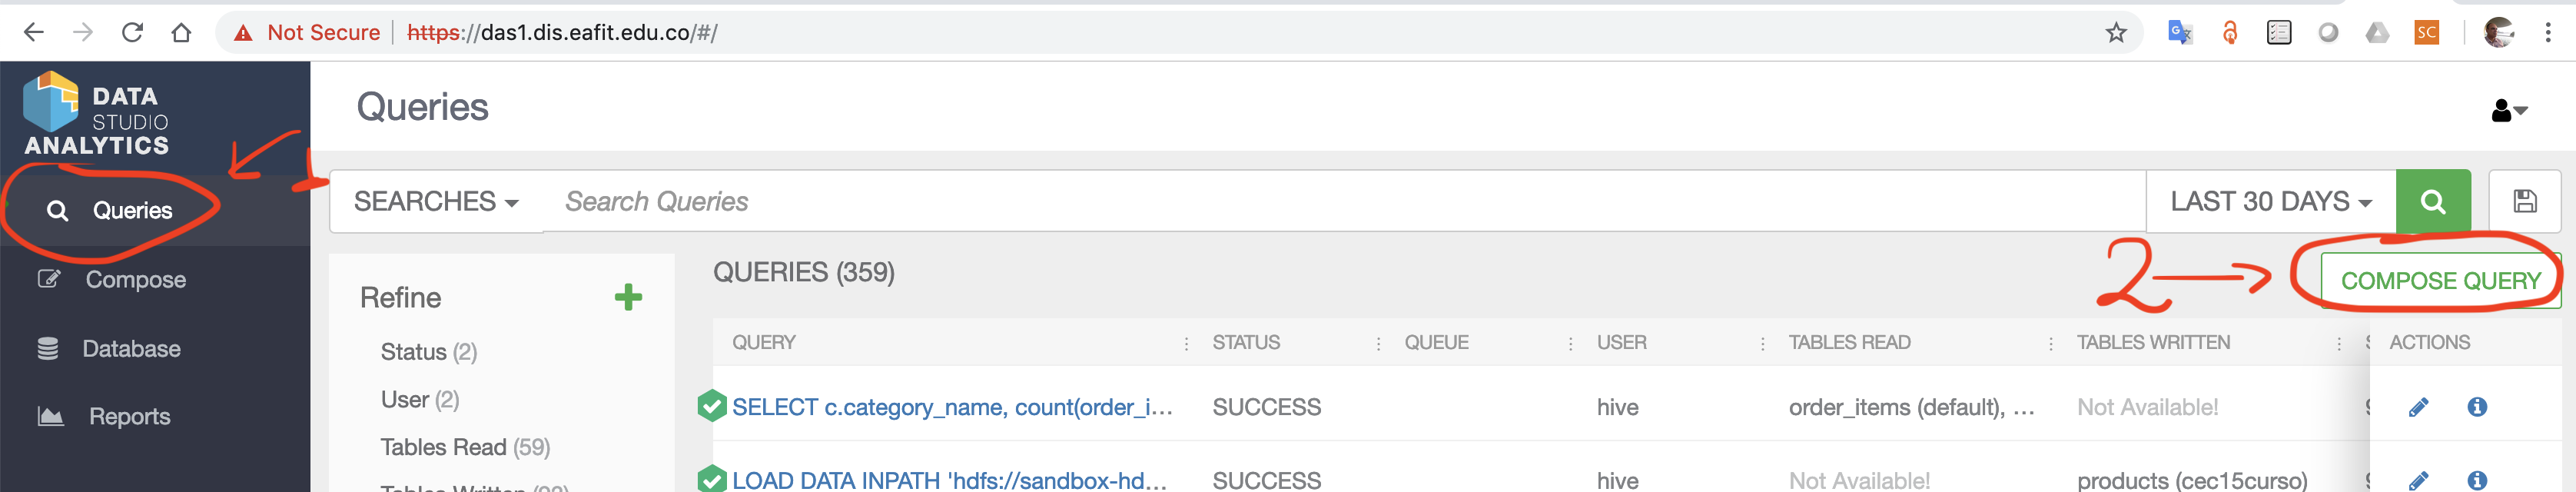 Not Secure | https://das1.dis.eafit.edu.co/#/
SC
DATA
STUDIO
ANALYTICS
Queries
Compose
Database
Reports
1
Queries
SEARCHES
Search Queries
LAST 30 DAYS
Refine
Status (2)
User (2)
Tables Read (59)
QUERIES (359)
2
COMPOSE QUERY
QUERY STATUS QUEUE USER TABLES READ TABLES WRITTEN ACTIONS
SELECT c.category_name, count(order_i... SUCCESS hive order_items (default), ... Not Available!
LOAD DATA INPATH 'hdfs://sandbox-hd... SUCCESS hive Not Available! products (cec15curso)